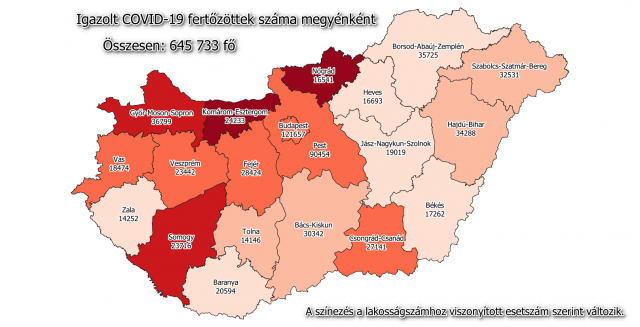 Igazolt COVID-19 fertőzöttek száma megyénként
Összesen: 645 733 fő
Borsod-Abaúj-Zemplén
35725
Szabolcs-Szatmár-Bereg
32531
Nógrád
16541
Heves
16693
Győr-Moson-Sopron
36799
Komárom-Esztergom
24233
Budapest
121657
Hajdú-Bihar
34288
Pest
90454
Jász-Nagykun-Szolnok
19019
Vas
18474
Veszprém
23442
Fejér
28424
Zala
14252
Békés
17262
Somogy
23716
Tolna
14146
Bács-Kiskun
30342
Csongrád-Csanád
27141
Baranya
20594
A színezés a lakosságszámhoz viszonyított esetszám szerint változik.